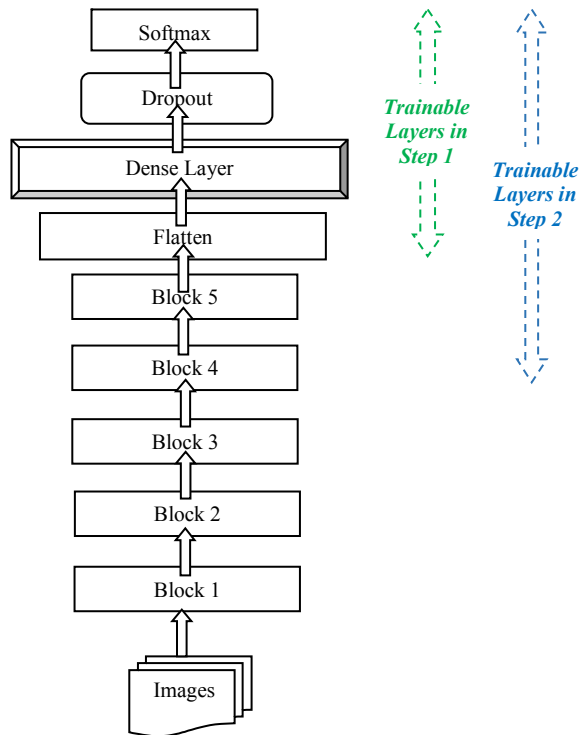 Softmax
Dropout
Dense Layer
Flatten
Block 5
Block 4
Block 3
Block 2
Block 1
Images
Trainable
Layers in
Step 1
Trainable
Layers in
Step 2